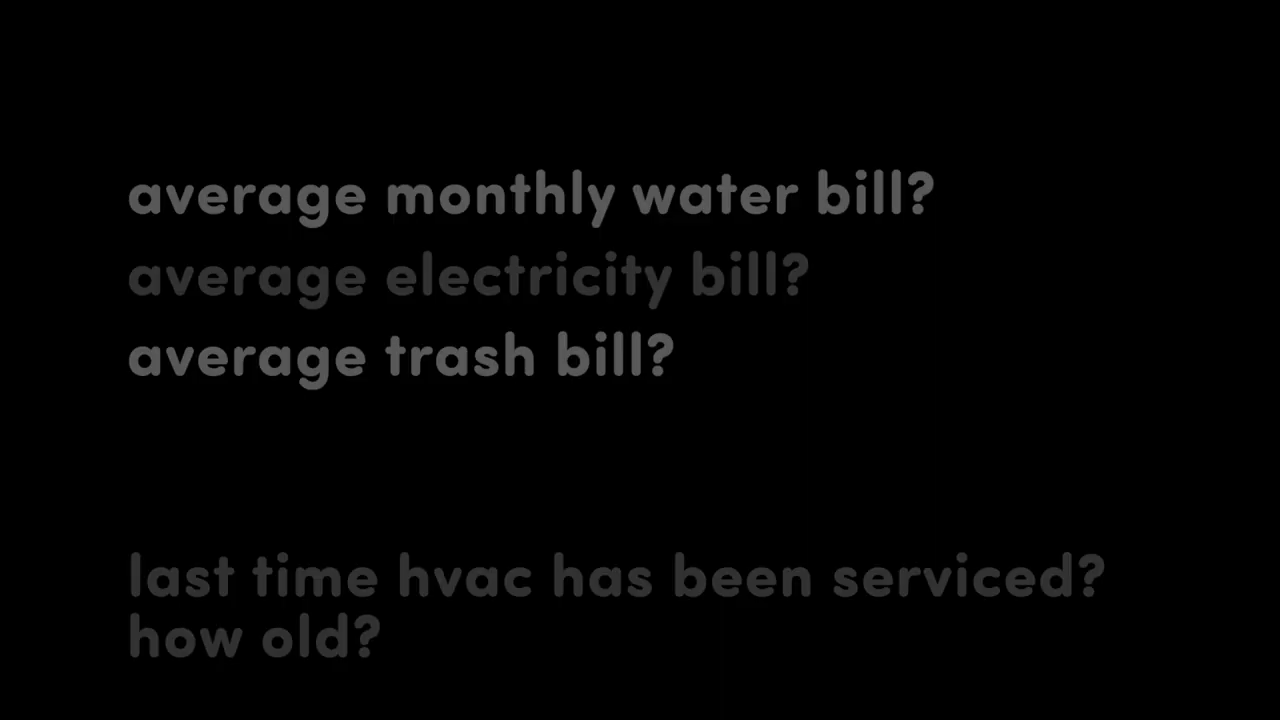 average monthly water bill?
average electricity bill?
average trash bill?
last time hvac has been serviced?
how old?